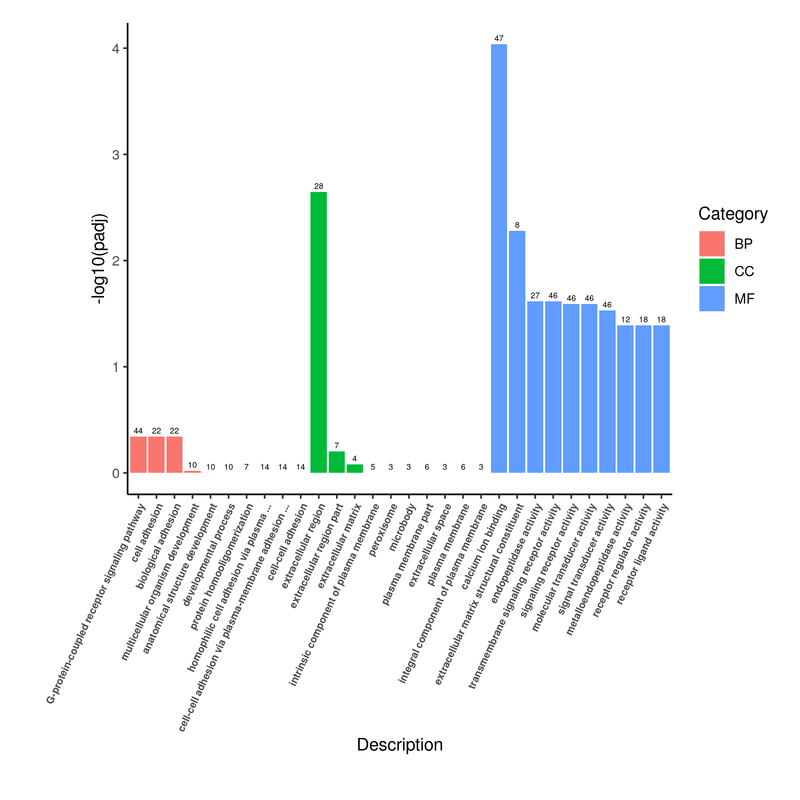 47
4
28
3
8
-log10(padj)
2
27 46 46 46 46 12 18 18
1
44 22 22 10 10 10 7 14 14 14 7 4 5 3 3 6 3 6 3
0
G-protein-coupled receptor signaling pathway
cell adhesion
biological adhesion
multicellular organism development
anatomical structure development
developmental process
protein homooligomerization
homophilic cell adhesion via plasma ...
cell-cell adhesion via plasma-membrane adhesion ...
cell-cell adhesion
extracellular region
extracellular region part
extracellular matrix
intrinsic component of plasma membrane
peroxisome
microbody
plasma membrane part
extracellular space
plasma membrane
integral component of plasma membrane
calcium ion binding
extracellular matrix structural constituent
endopeptidase activity
transmembrane signaling receptor activity
signaling receptor activity
molecular transducer activity
signal transducer activity
metalloendopeptidase activity
receptor regulator activity
receptor ligand activity
Description
Category
BP
CC
MF